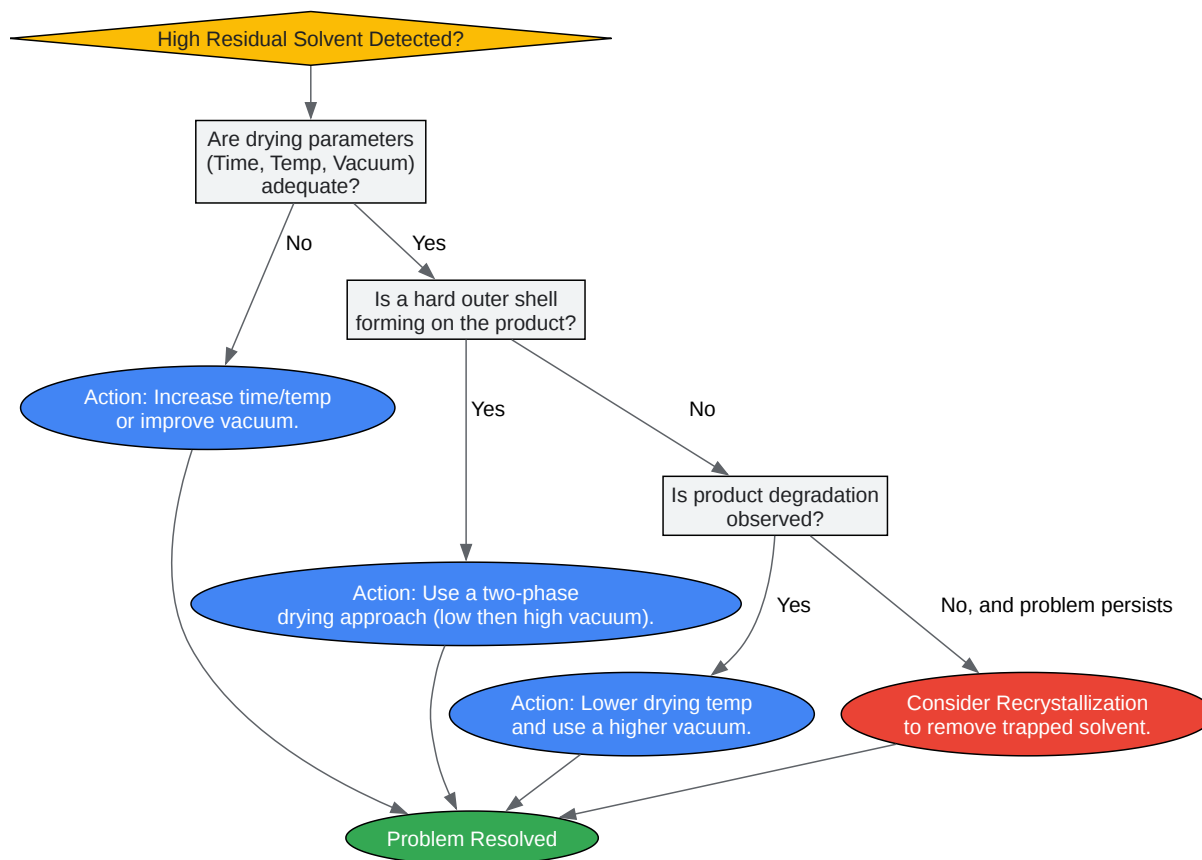 High Residual Solvent Detected?
Are drying parameters
(Time, Temp, Vacuum)
adequate?
No
Yes
Is a hard outer shell
forming on the product?
Action: Increase time/temp
or improve vacuum.
Yes
No
Is product degradation
observed?
Action: Use a two-phase
drying approach (low then high vacuum).
Yes
No, and problem persists
Action: Lower drying temp
and use a higher vacuum.
Consider Recrystallization
to remove trapped solvent.
Problem Resolved